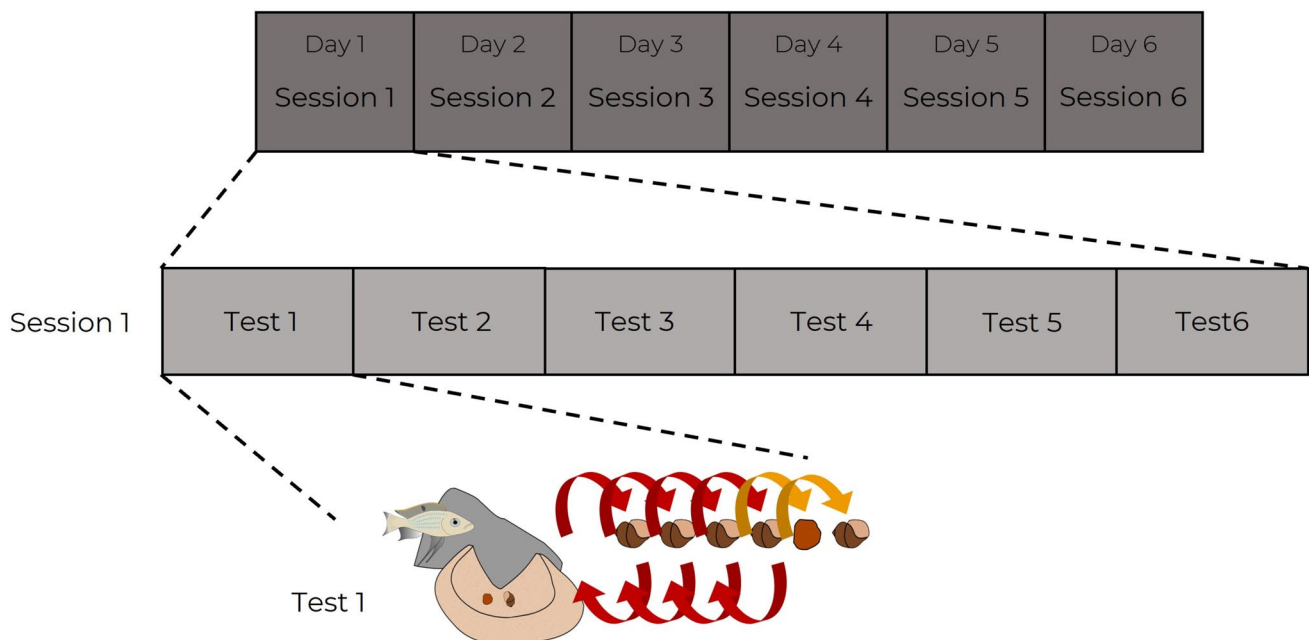 Day 1 Day 2 Day 3 Day 4 Day 5 Day 6
Session 1 Session 2 Session 3 Session 4 Session 5 Session 6
Session 1 Test 1 Test 2 Test 3 Test 4 Test 5 Test6
Test 1